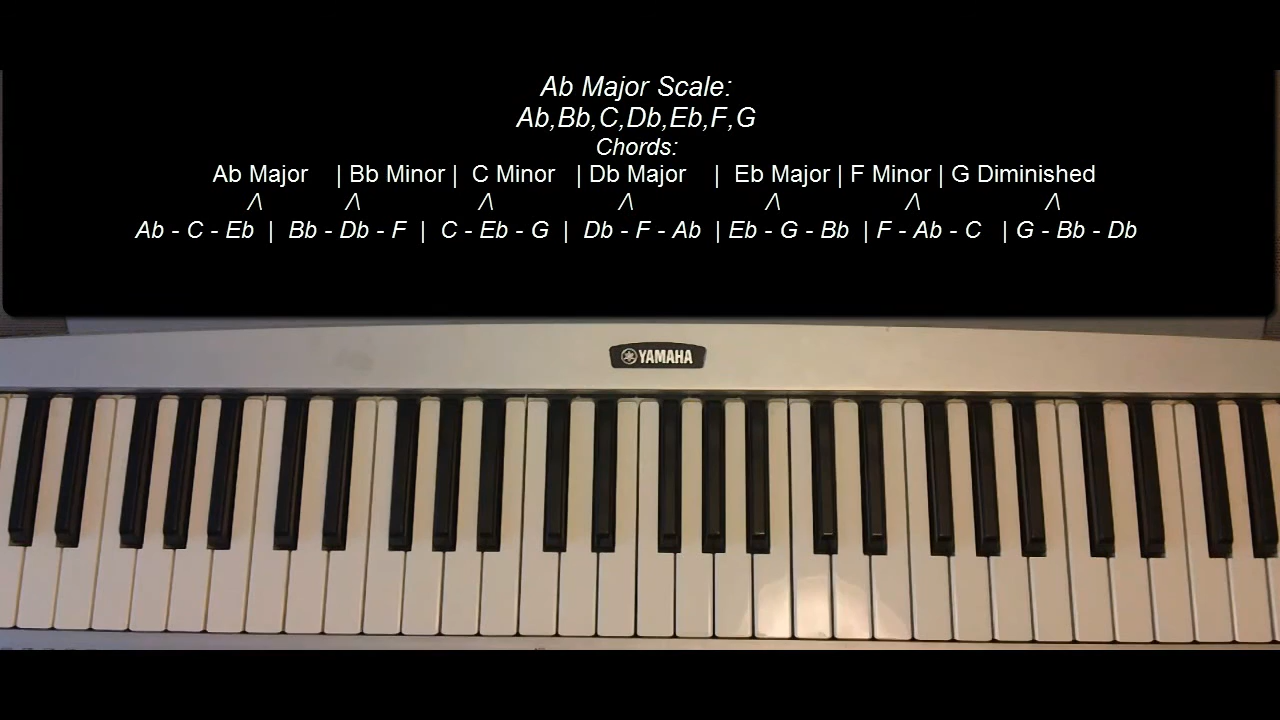 Ab Major Scale:
Ab,Bb,C,Db,Eb,F,G
Chords:
Ab Major | Bb Minor | C Minor | Db Major | Eb Major | F Minor | G Diminished
/\ /\ /\ /\ /\ /\ /\
Ab - C - Eb | Bb - Db - F | C - Eb - G | Db - F - Ab | Eb - G - Bb | F - Ab - C | G - Bb - Db
YAMAHA